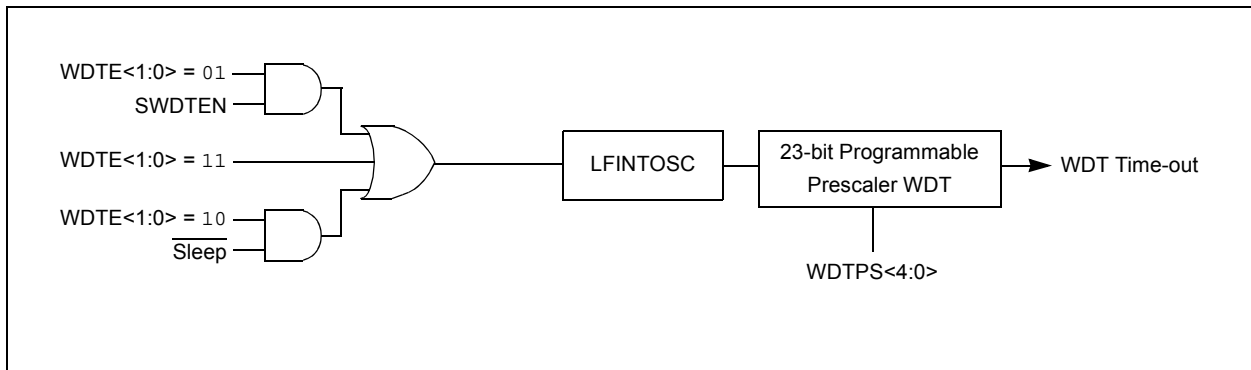 WDTE<1:0> = 01
SWDTEN
WDTE<1:0> = 11
WDTE<1:0> = 10
Sleep
LFINTOSC
23-bit Programmable
Prescaler WDT
WDT Time-out
WDTPS<4:0>